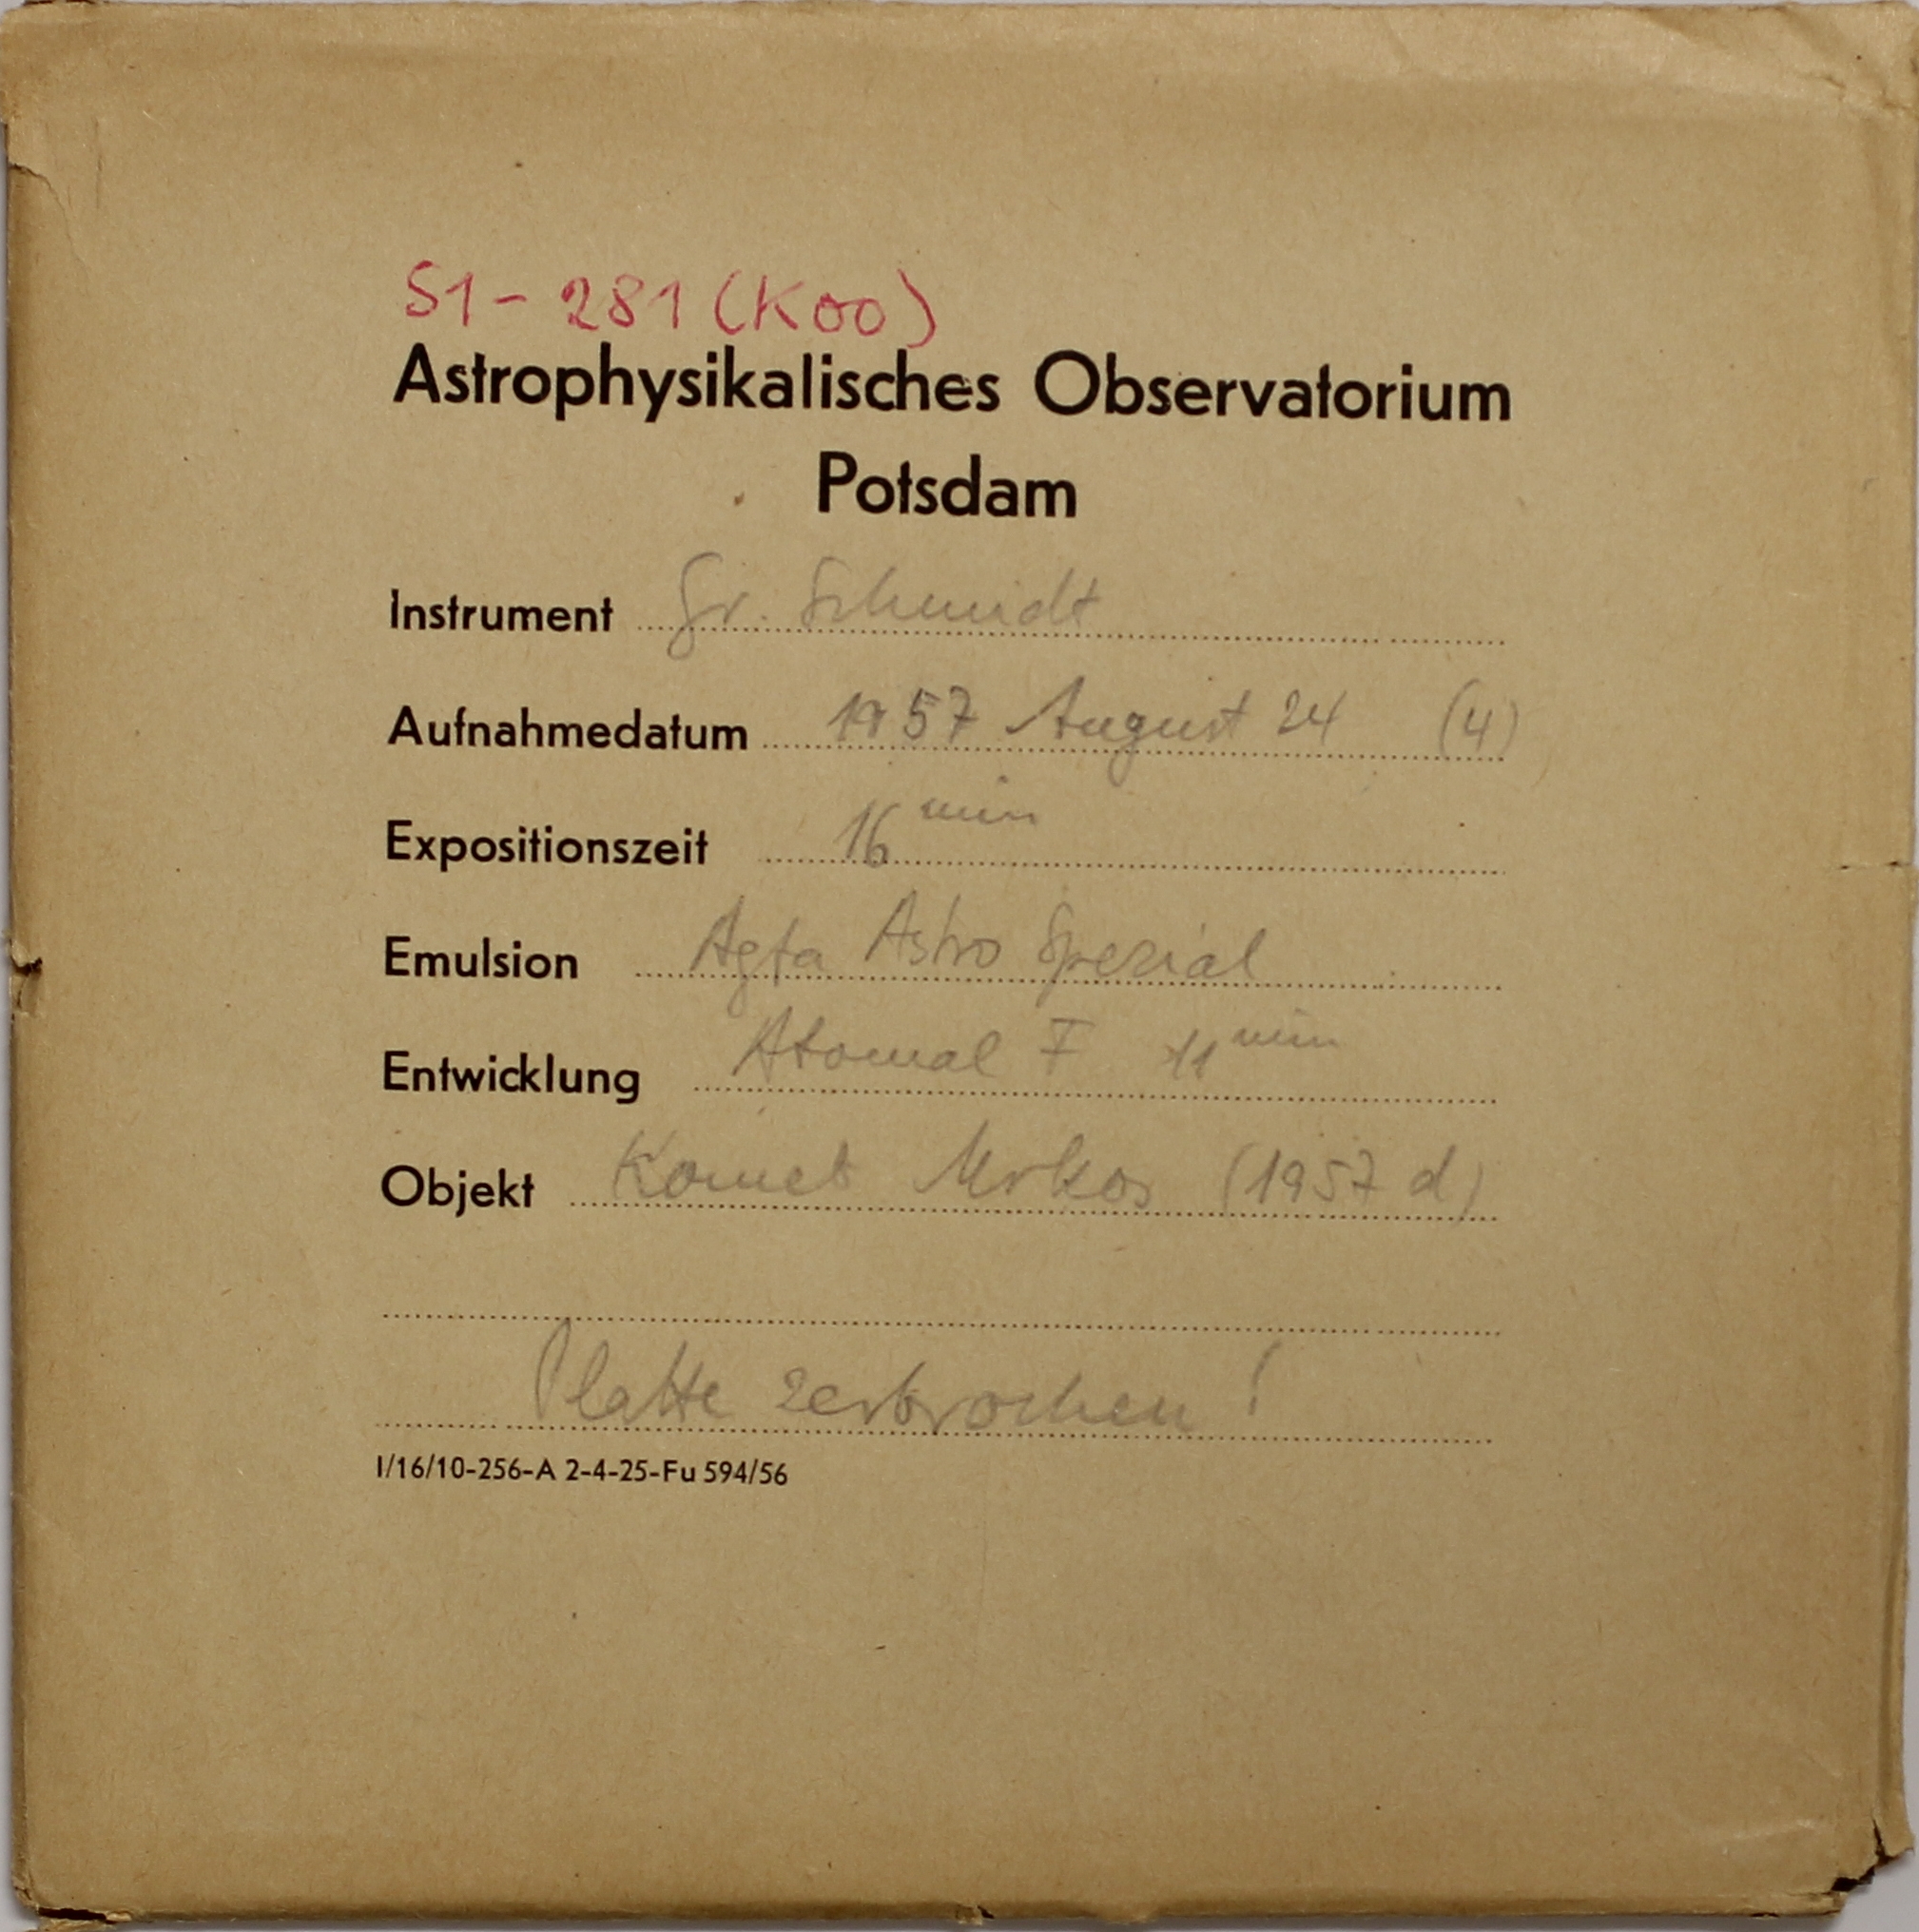 S1-281 (K00)
Astrophysikalisches Observatorium
Potsdam
Instrument Gr. Schmidt
Aufnahmedatum 1957 August 24 (4)
Expositionszeit 16 min
Emulsion Agfa Astro Spezial
Entwicklung Atomal F 11 min
Objekt Komet Mrkos (1957 d)
Platte zerbrochen!
I/16/10-256-A 2-4-25-Fu 594/56